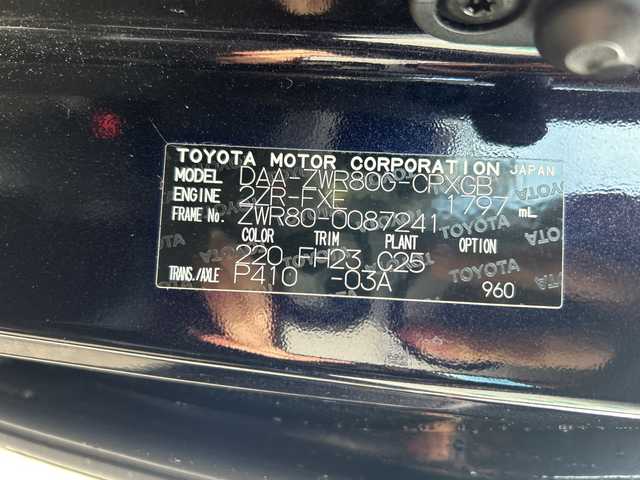 TOYOTA MOTOR CORPORATION JAPAN
MODEL DAA-ZWR80G-CPXGB
ENGINE 2ZR-FXE 1797 mL
FRAME No. ZWR80-0087241
COLOR TRIM PLANT OPTION
220 FH23 C25
TRANS./AXLE P410 -03A 960